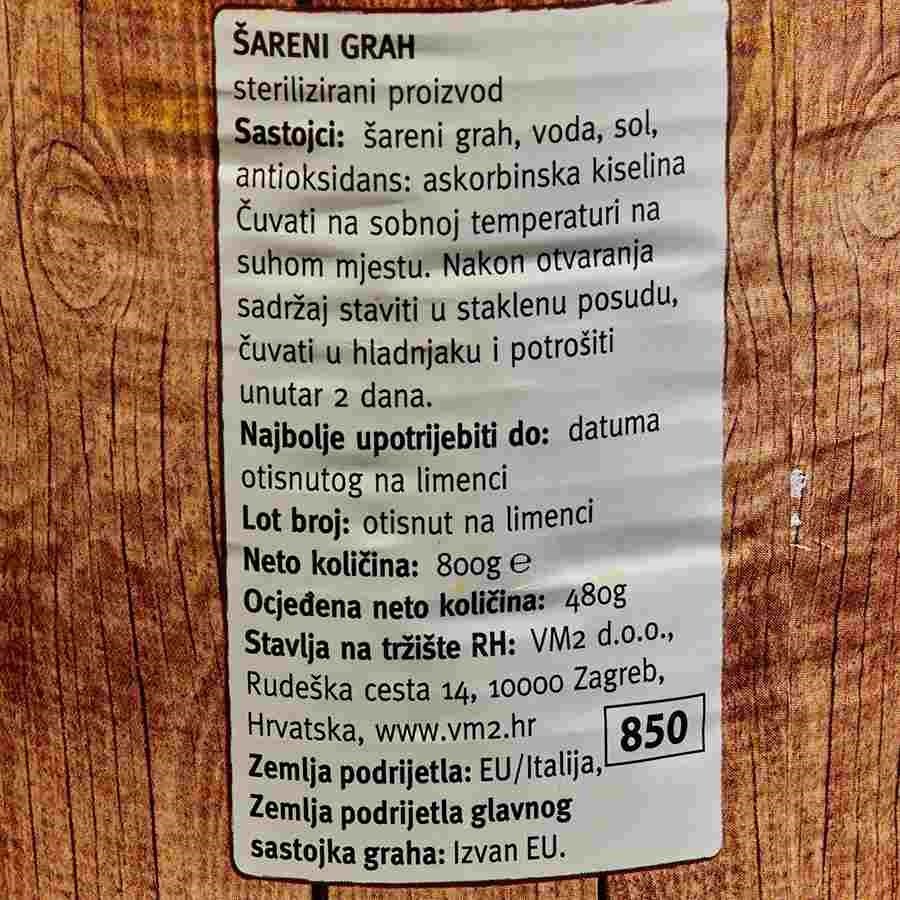 ŠARENI GRAH
sterilizirani proizvod
Sastojci: šareni grah, voda, sol,
antioksidans: askorbinska kiselina
Čuvati na sobnoj temperaturi na
suhom mjestu. Nakon otvaranja
sadržaj staviti u staklenu posudu,
čuvati u hladnjaku i potrošiti
unutar 2 dana.
Najbolje upotrijebiti do: datuma
otisnutog na limenci
Lot broj: otisnut na limenci
Neto količina: 800g ℮
Ocjeđena neto količina: 480g
Stavlja na tržište RH: VM2 d.o.o.,
Rudeška cesta 14, 10000 Zagreb,
Hrvatska, www.vm2.hr
850
Zemlja podrijetla: EU/Italija,
Zemlja podrijetla glavnog
sastojka graha: Izvan EU.